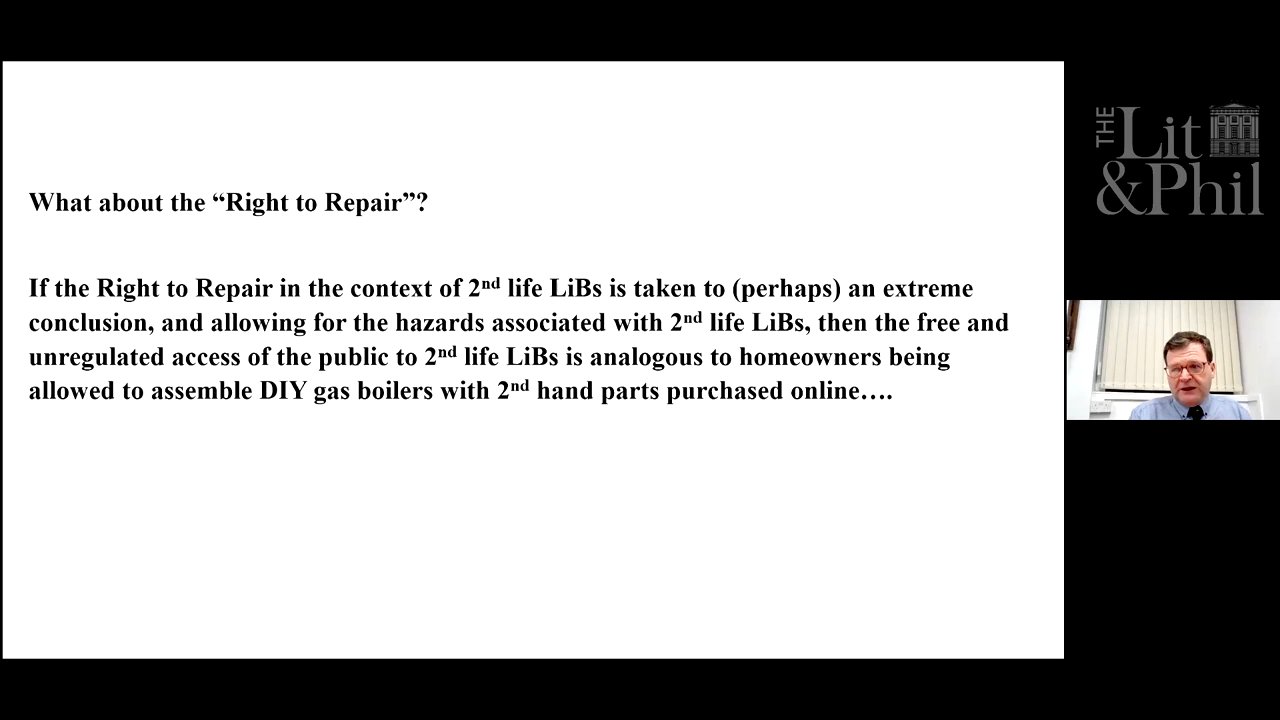 What about the “Right to Repair”?
If the Right to Repair in the context of 2nd life LiBs is taken to (perhaps) an extreme
conclusion, and allowing for the hazards associated with 2nd life LiBs, then the free and
unregulated access of the public to 2nd life LiBs is analogous to homeowners being
allowed to assemble DIY gas boilers with 2nd hand parts purchased online….
THE
Lit
&Phil